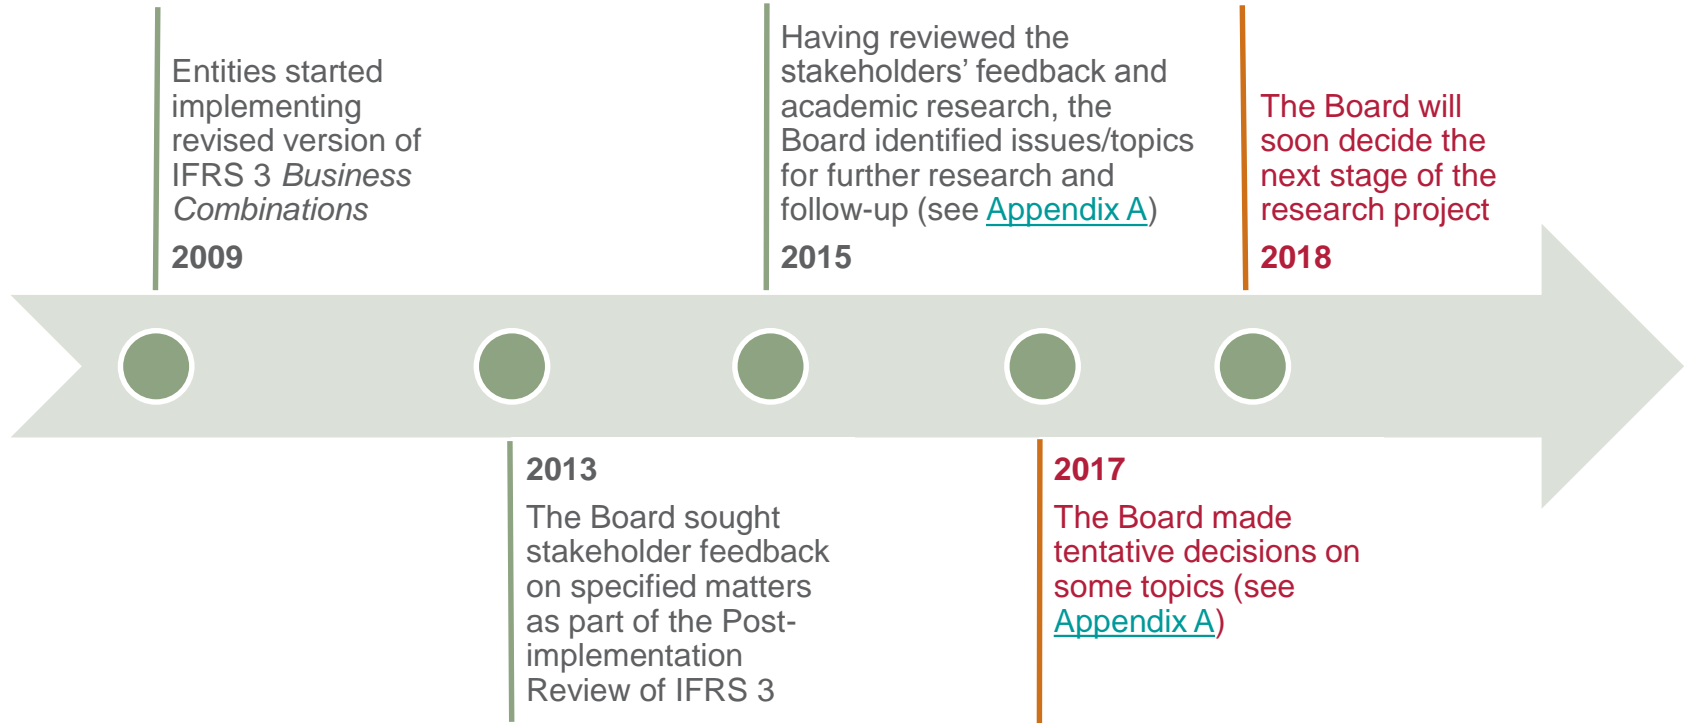 Entities started
implementing
revised version of
IFRS 3 Business
Combinations
2009
2013
The Board sought
stakeholder feedback
on specified matters
as part of the Post-
implementation
Review of IFRS 3
Having reviewed the
stakeholders’ feedback and
academic research, the
Board identified issues/topics
for further research and
follow-up (see Appendix A)
2015
2017
The Board made
tentative decisions on
some topics (see
Appendix A)
The Board will
soon decide the
next stage of the
research project
2018